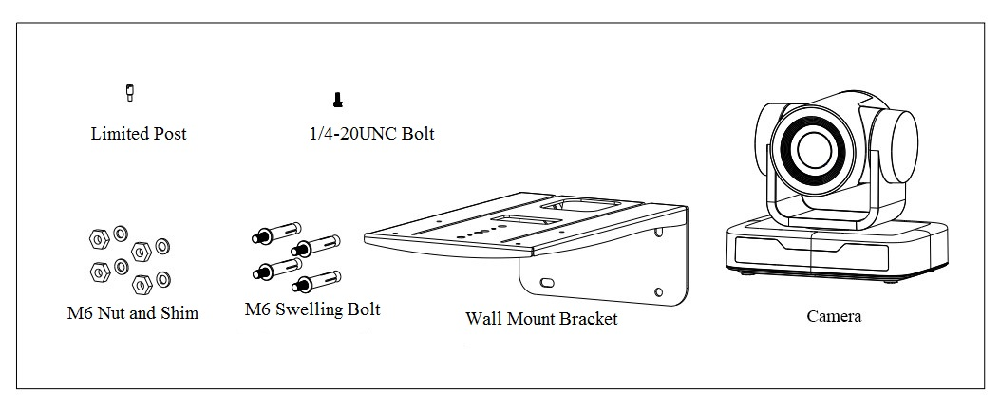 Limited Post
1/4-20UNC Bolt
M6 Nut and Shim
M6 Swelling Bolt
Wall Mount Bracket
Camera